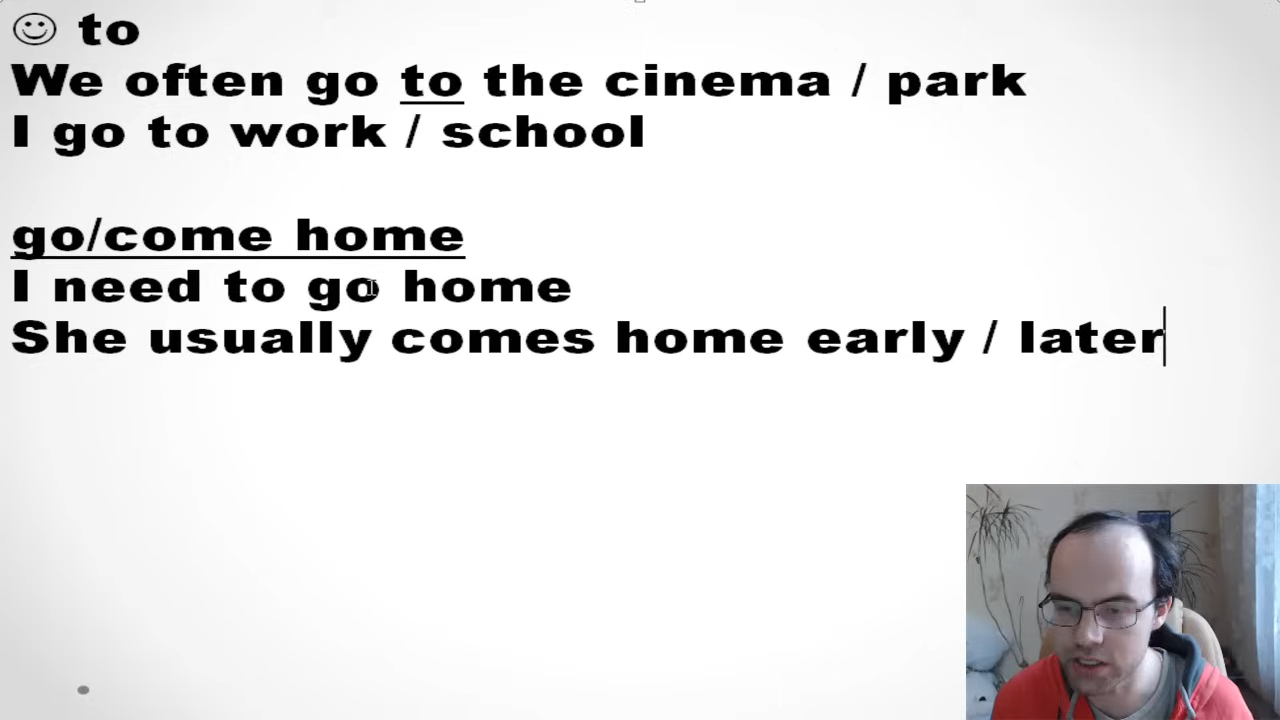 ☺ to
We often go to the cinema / park
I go to work / school
go/come home
I need to go home
She usually comes home early / later